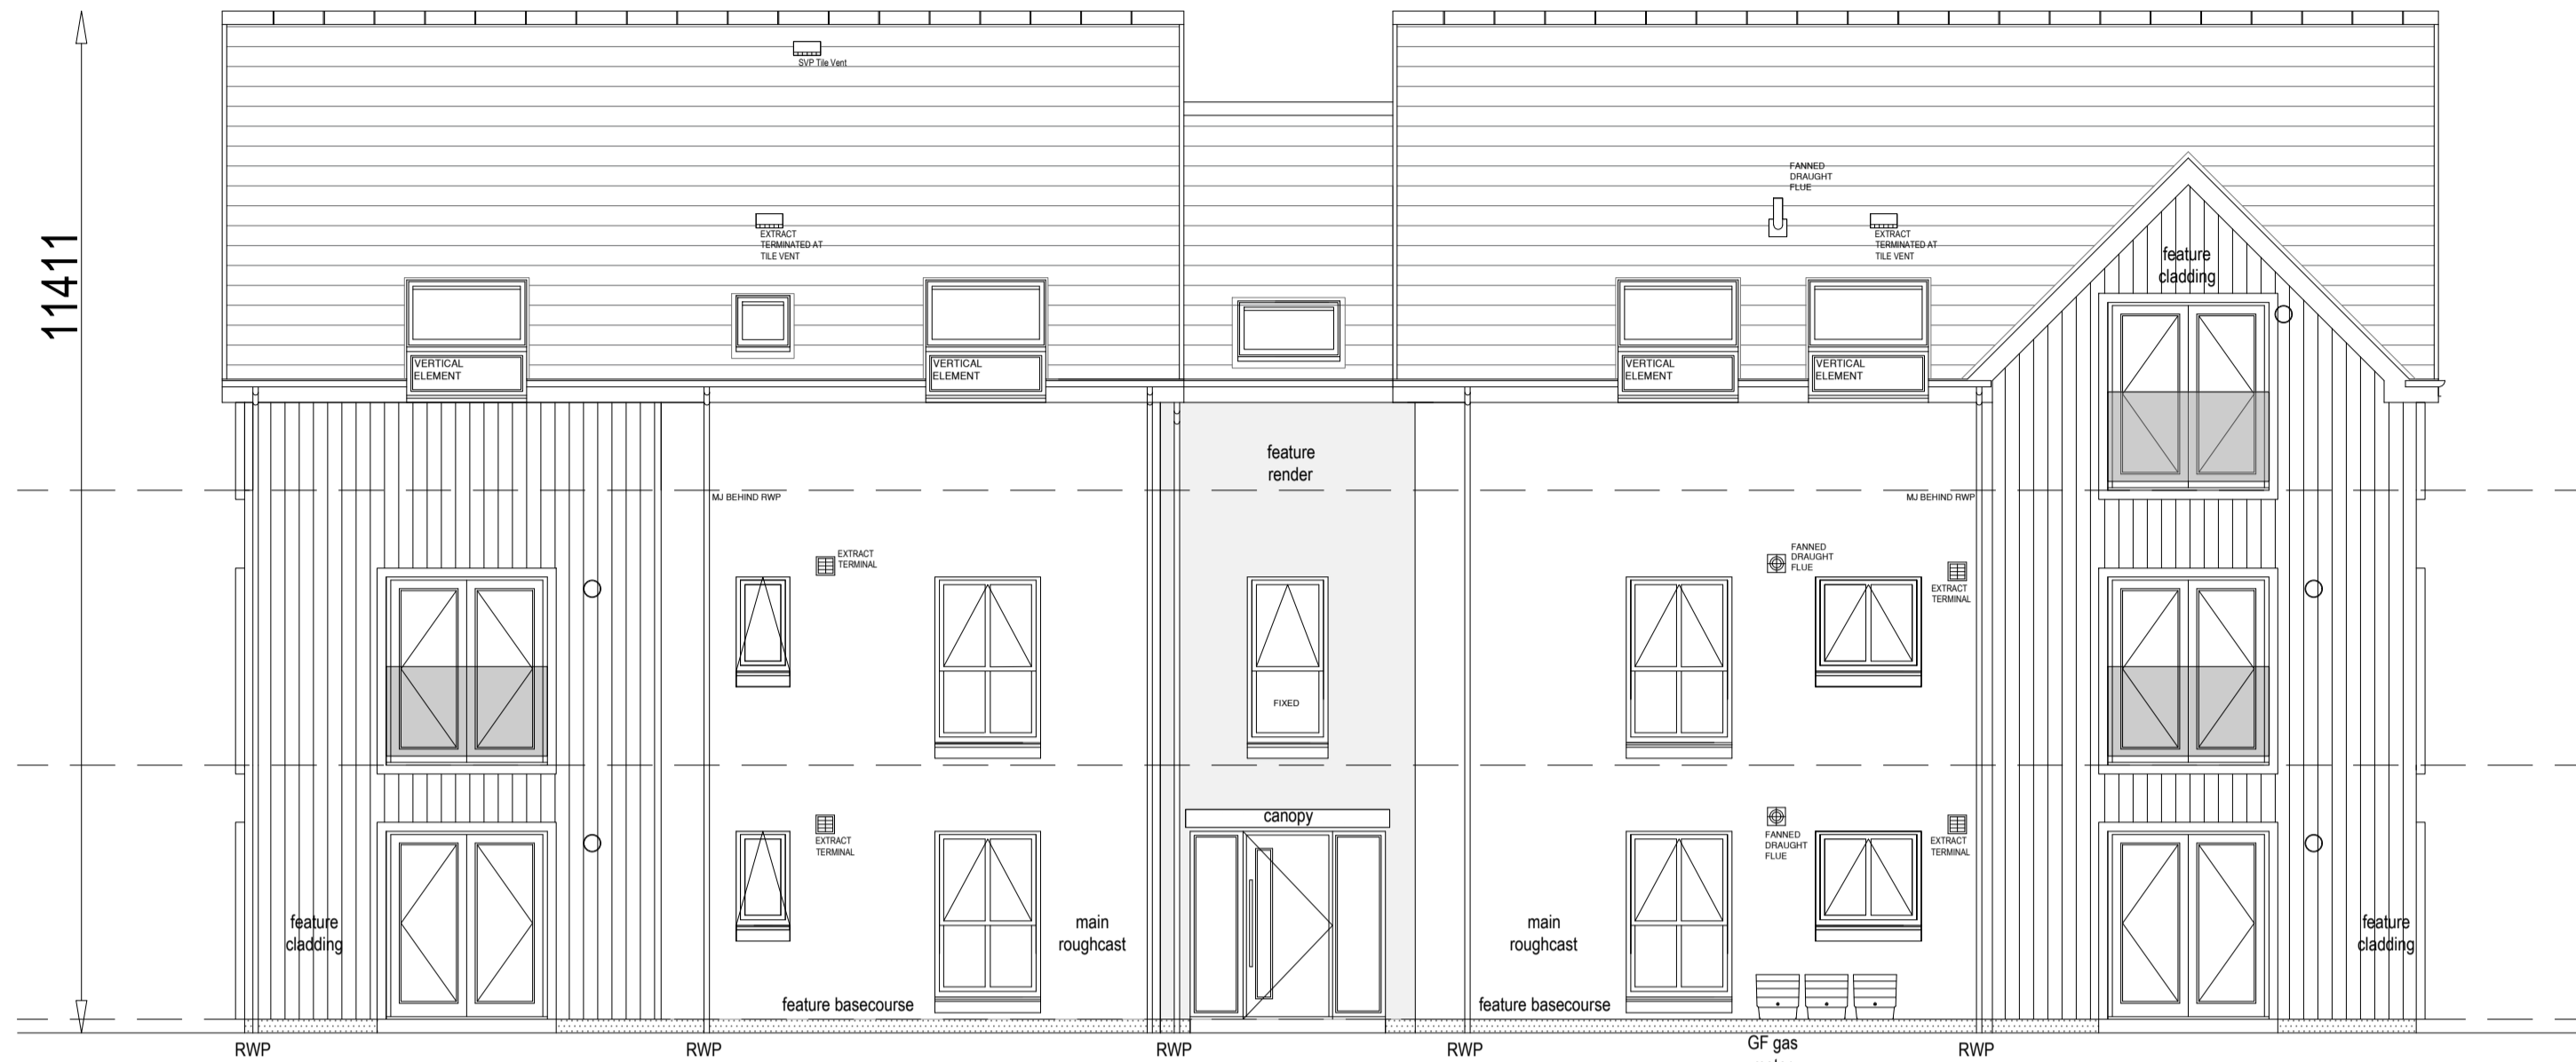 SVP Tile Vent
FANNED
DRAUGHT
FLUE
EXTRACT
TERMINATED AT
TILE VENT
EXTRACT
TERMINATED AT
TILE VENT
11411
feature
cladding
VERTICAL
ELEMENT
VERTICAL
ELEMENT
VERTICAL
ELEMENT
VERTICAL
ELEMENT
feature
render
MJ BEHIND RWP
MJ BEHIND RWP
EXTRACT
TERMINAL
FANNED
DRAUGHT
FLUE
EXTRACT
TERMINAL
FIXED
canopy
EXTRACT
TERMINAL
FANNED
DRAUGHT
FLUE
EXTRACT
TERMINAL
feature
cladding
main
roughcast
main
roughcast
feature
cladding
feature basecourse
feature basecourse
RWP
RWP
RWP
RWP
GF gas
RWP